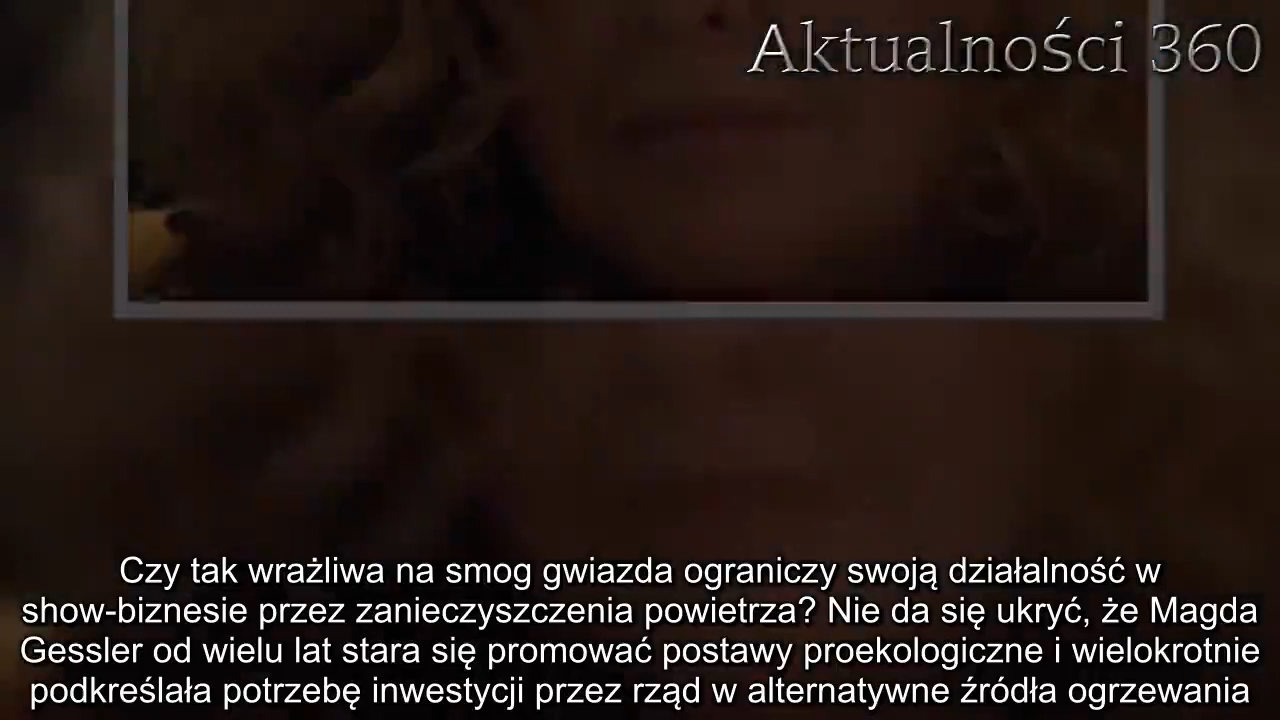 Aktualności 360
Czy tak wrażliwa na smog gwiazda ograniczy swoją działalność w
show-biznesie przez zanieczyszczenia powietrza? Nie da się ukryć, że Magda
Gessler od wielu lat stara się promować postawy proekologiczne i wielokrotnie
podkreślała potrzebę inwestycji przez rząd w alternatywne źródła ogrzewania